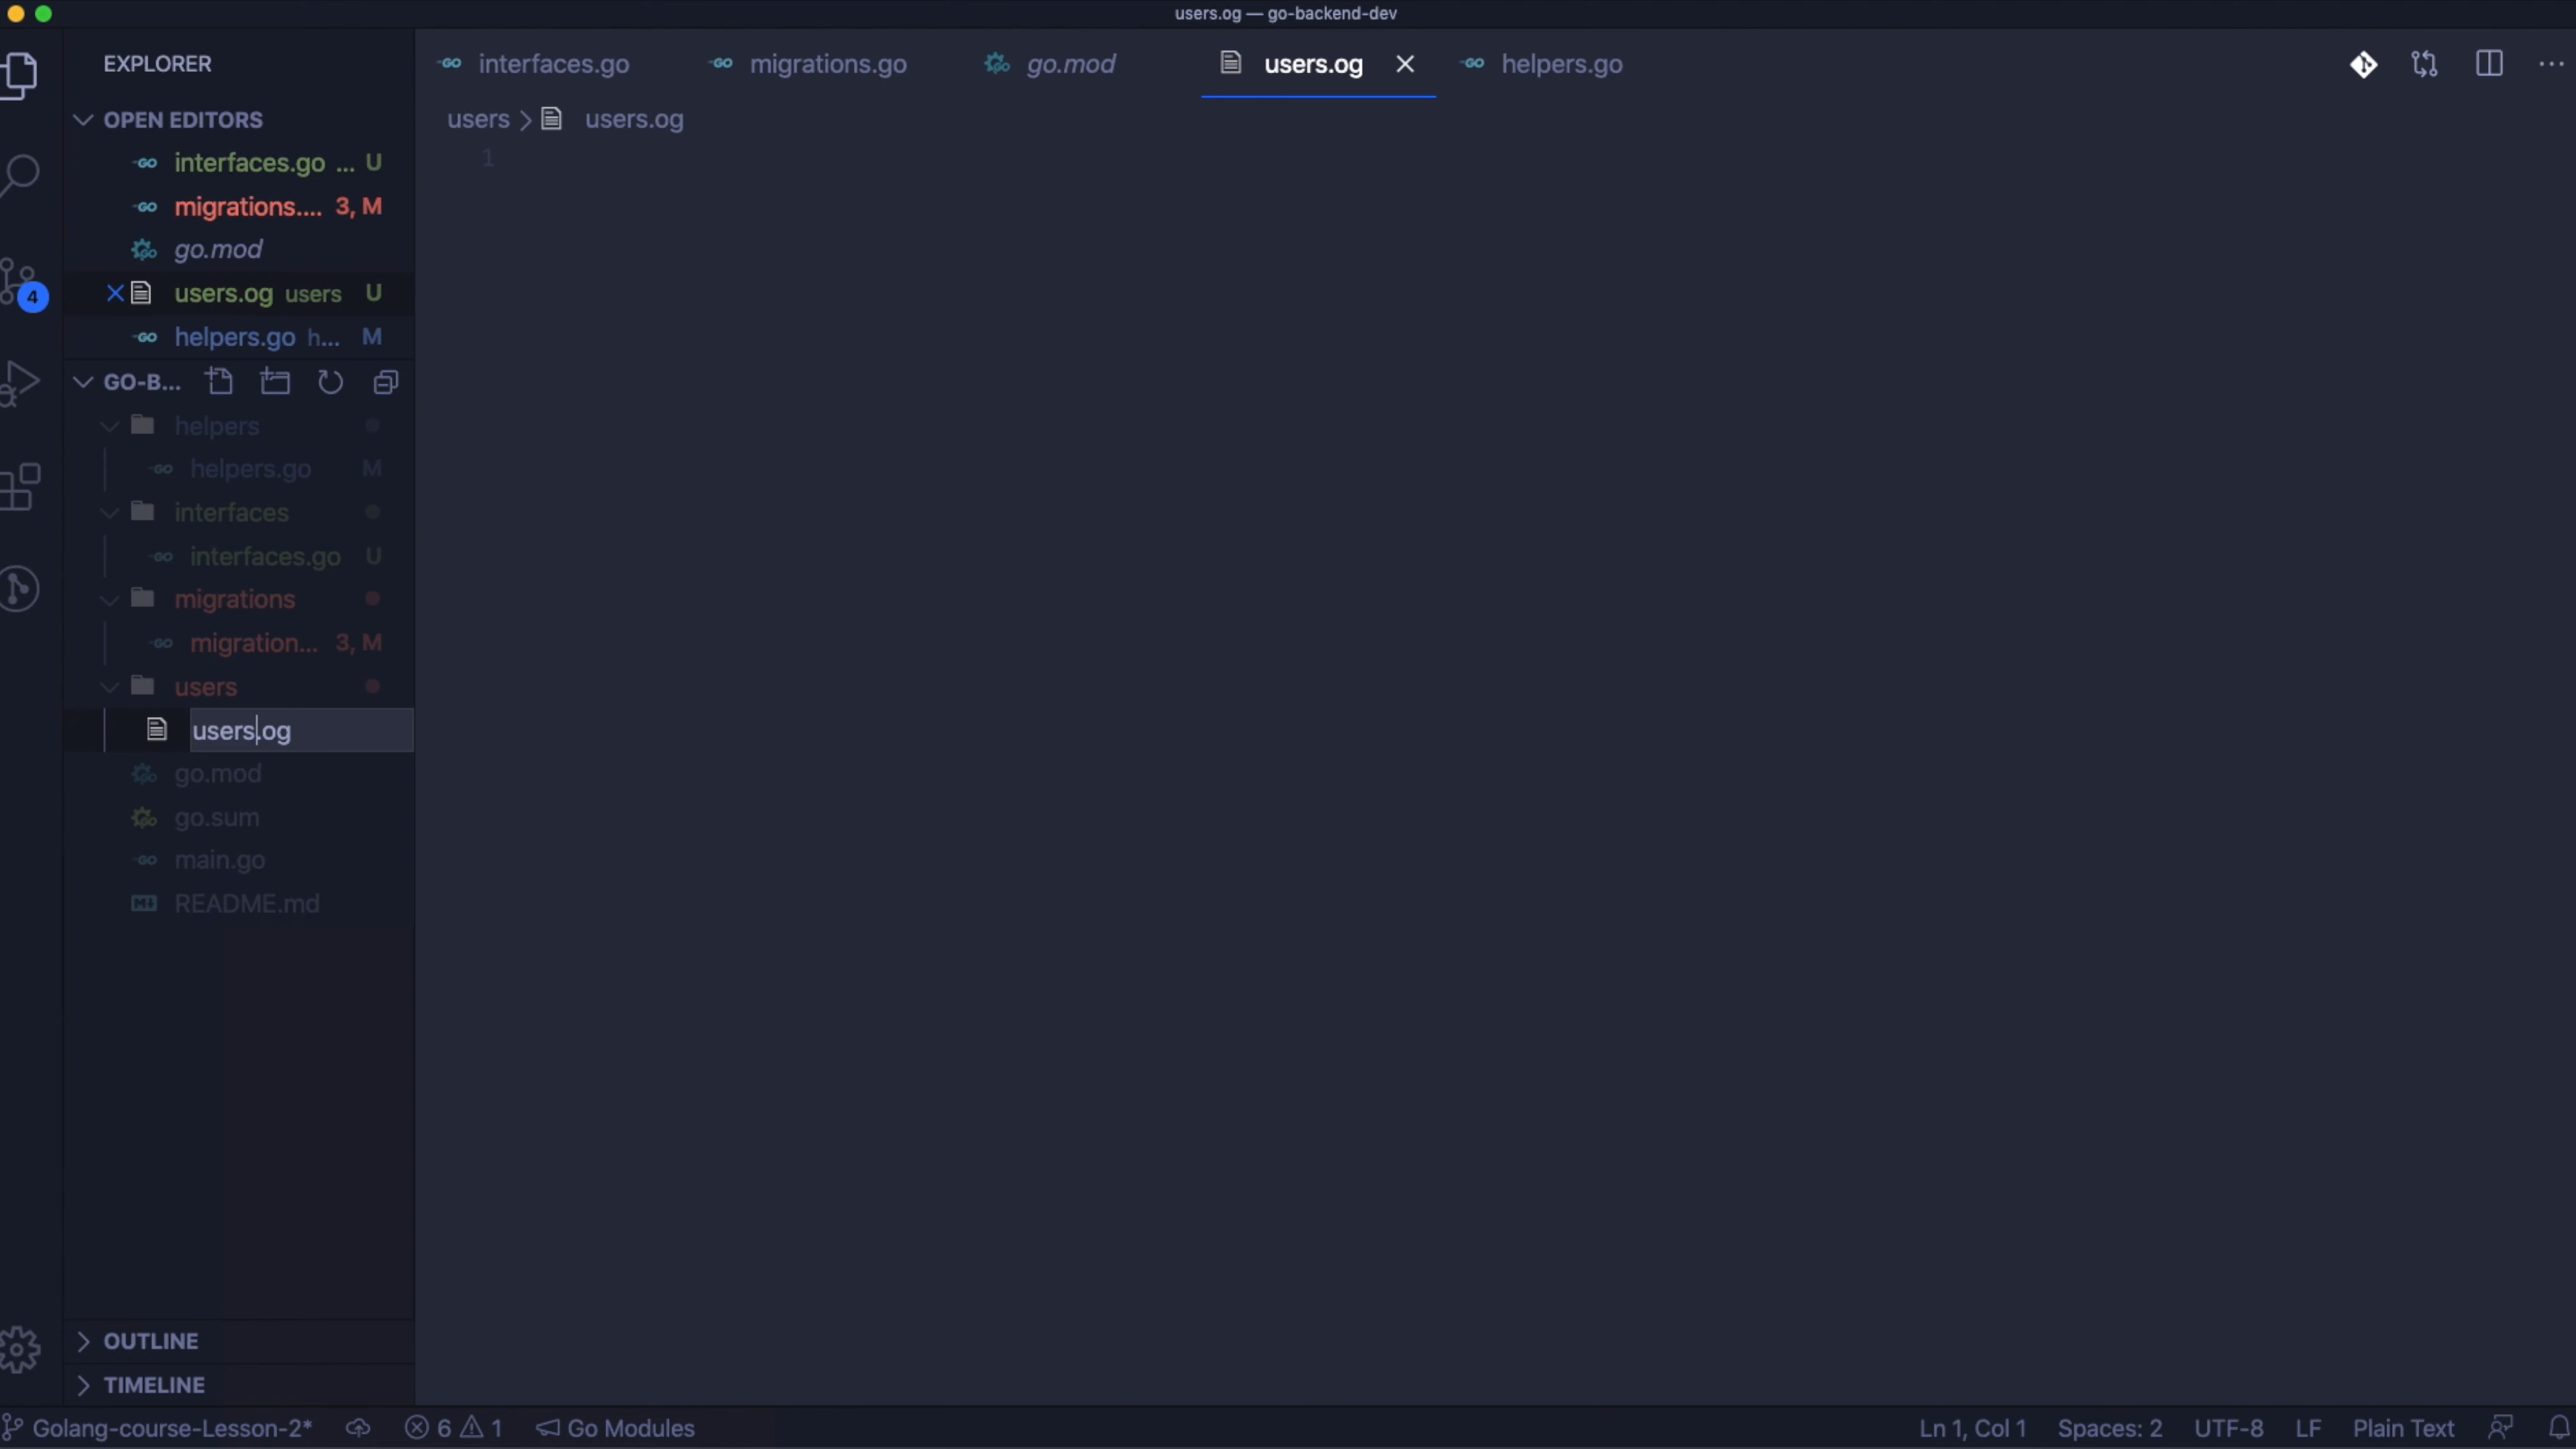 users.og — go-backend-dev
EXPLORER
interfaces.go
migrations.go
go.mod
users.og
helpers.go
OPEN EDITORS
users
users.og
1
interfaces.go ... U
migrations.... 3, M
go.mod
users.og users U
helpers.go h... M
4
GO-B...
helpers
helpers.go M
interfaces
interfaces.go U
migrations
migration... 3, M
users
users.og
go.mod
go.sum
main.go
README.md
OUTLINE
TIMELINE
Golang-course-Lesson-2* 6 1 Go Modules Ln 1, Col 1 Spaces: 2 UTF-8 LF Plain Text